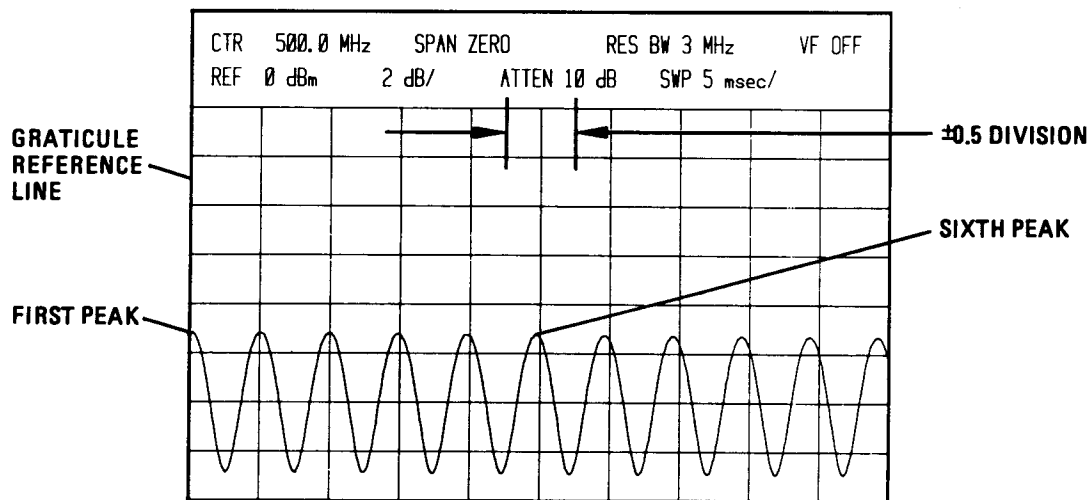 CTR 500.0 MHz SPAN ZERO RES BW 3 MHz VF OFF
REF 0 dBm 2 dB/ ATTEN 10 dB SWP 5 msec/
GRATICULE
REFERENCE
LINE
±0.5 DIVISION
SIXTH PEAK
FIRST PEAK